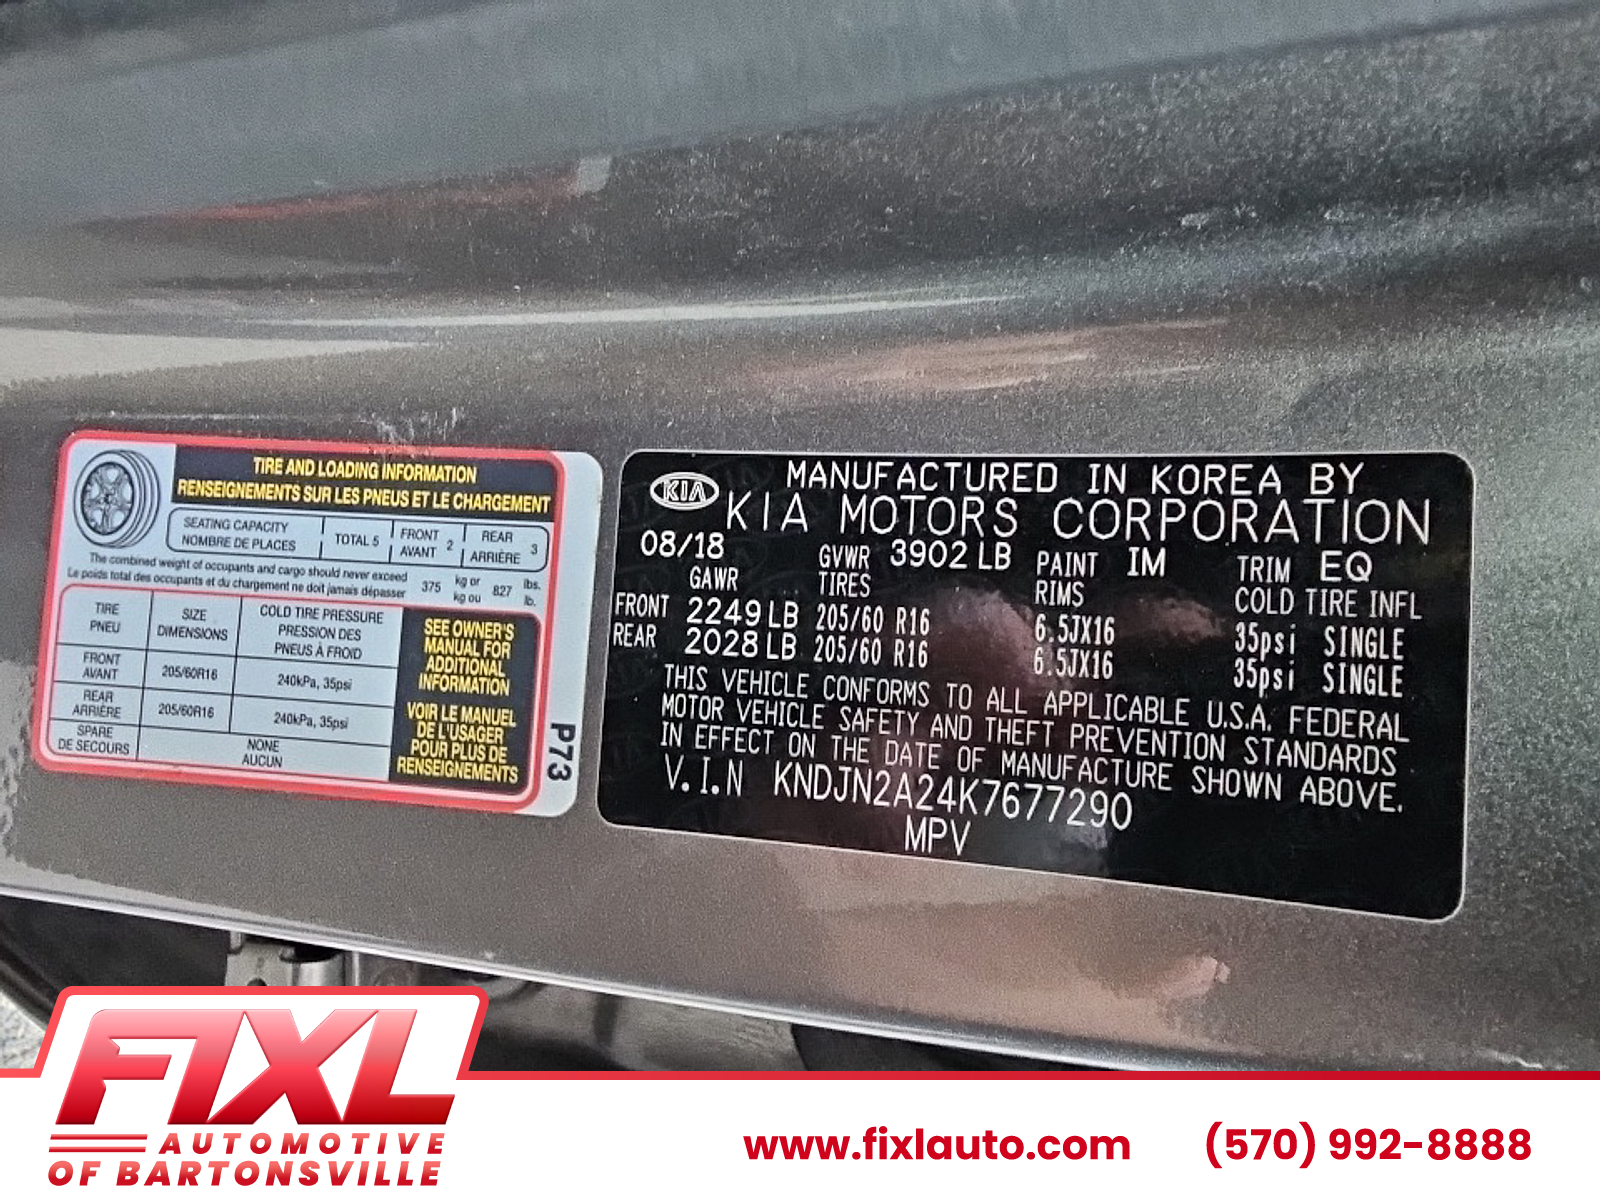 TIRE AND LOADING INFORMATION
RENSEIGNEMENTS SUR LES PNEUS ET LE CHARGEMENT
SEATING CAPACITY
NOMBRE DE PLACES
TOTAL 5
FRONT
AVANT
2
REAR
ARRIÈRE
3
The combined weight of occupants and cargo should never exceed
Le poids total des occupants et du chargement ne doit jamais dépasser
375
kg or
kg ou
827
lbs.
lb.
TIRE
PNEU
SIZE
DIMENSIONS
COLD TIRE PRESSURE
PRESSION DES
PNEUS À FROID
FRONT
AVANT
205/60R16
240kPa, 35psi
REAR
ARRIÈRE
205/60R16
240kPa, 35psi
SPARE
DE SECOURS
NONE
AUCUN
SEE OWNER'S
MANUAL FOR
ADDITIONAL
INFORMATION
VOIR LE MANUEL
DE L'USAGER
POUR PLUS DE
RENSEIGNEMENTS
P73
KIA
MANUFACTURED IN KOREA BY
KIA MOTORS CORPORATION
08/18 GVWR 3902 LB PAINT IM TRIM EQ
GAWR TIRES RIMS COLD TIRE INFL
FRONT 2249 LB 205/60 R16 6.5JX16 35psi SINGLE
REAR 2028 LB 205/60 R16 6.5JX16 35psi SINGLE
THIS VEHICLE CONFORMS TO ALL APPLICABLE U.S.A. FEDERAL
MOTOR VEHICLE SAFETY AND THEFT PREVENTION STANDARDS
IN EFFECT ON THE DATE OF MANUFACTURE SHOWN ABOVE.
V.I.N KNDJN2A24K7677290
MPV
FIXL
AUTOMOTIVE
OF BARTONSVILLE
www.fixlauto.com
(570) 992-8888